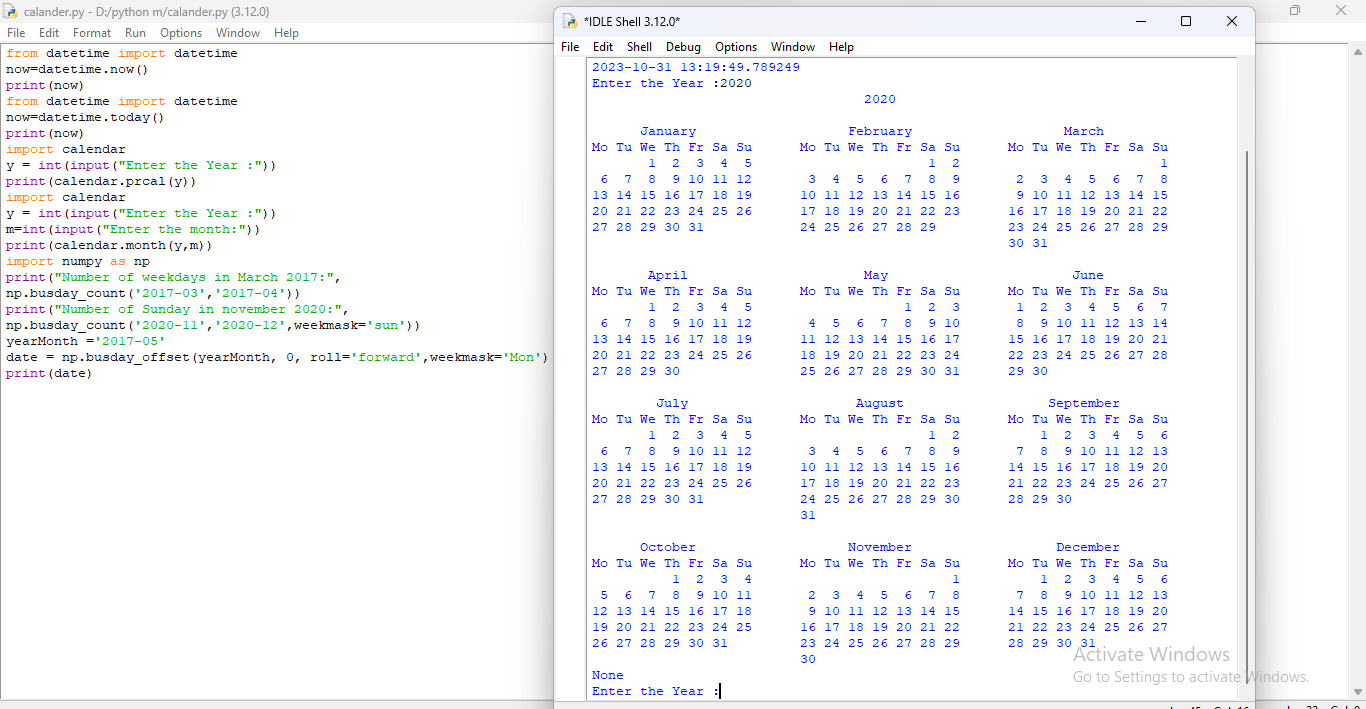 calander.py - D:/python m/calander.py (3.12.0)
File Edit Format Run Options Window Help
from datetime import datetime
now=datetime.now()
print(now)
from datetime import datetime
now=datetime.today()
print(now)
import calendar
y = int(input("Enter the Year :"))
print(calendar.prcal(y))
import calendar
y = int(input("Enter the Year :"))
m=int(input("Enter the month:"))
print(calendar.month(y,m))
import numpy as np
print("Number of weekdays in March 2017:",
np.busday_count('2017-03','2017-04'))
print("Number of Sunday in november 2020:",
np.busday_count('2020-11','2020-12',weekmask='sun'))
yearMonth ='2017-05'
date = np.busday_offset(yearMonth, 0, roll='forward',weekmask='Mon')
print(date)
*IDLE Shell 3.12.0*
File Edit Shell Debug Options Window Help
2023-10-31 13:19:49.789249
Enter the Year :2020
2020
January February March
Mo Tu We Th Fr Sa Su Mo Tu We Th Fr Sa Su Mo Tu We Th Fr Sa Su
1 2 3 4 5 1 2 1
6 7 8 9 10 11 12 3 4 5 6 7 8 9 2 3 4 5 6 7 8
13 14 15 16 17 18 19 10 11 12 13 14 15 16 9 10 11 12 13 14 15
20 21 22 23 24 25 26 17 18 19 20 21 22 23 16 17 18 19 20 21 22
27 28 29 30 31 24 25 26 27 28 29 23 24 25 26 27 28 29
30 31
April May June
Mo Tu We Th Fr Sa Su Mo Tu We Th Fr Sa Su Mo Tu We Th Fr Sa Su
1 2 3 4 5 1 2 3 1 2 3 4 5 6 7
6 7 8 9 10 11 12 4 5 6 7 8 9 10 8 9 10 11 12 13 14
13 14 15 16 17 18 19 11 12 13 14 15 16 17 15 16 17 18 19 20 21
20 21 22 23 24 25 26 18 19 20 21 22 23 24 22 23 24 25 26 27 28
27 28 29 30 25 26 27 28 29 30 31 29 30
July August September
Mo Tu We Th Fr Sa Su Mo Tu We Th Fr Sa Su Mo Tu We Th Fr Sa Su
1 2 3 4 5 1 2 1 2 3 4 5 6
6 7 8 9 10 11 12 3 4 5 6 7 8 9 7 8 9 10 11 12 13
13 14 15 16 17 18 19 10 11 12 13 14 15 16 14 15 16 17 18 19 20
20 21 22 23 24 25 26 17 18 19 20 21 22 23 21 22 23 24 25 26 27
27 28 29 30 31 24 25 26 27 28 29 30 28 29 30
31
October November December
Mo Tu We Th Fr Sa Su Mo Tu We Th Fr Sa Su Mo Tu We Th Fr Sa Su
1 2 3 4 1 1 2 3 4 5 6
5 6 7 8 9 10 11 2 3 4 5 6 7 8 7 8 9 10 11 12 13
12 13 14 15 16 17 18 9 10 11 12 13 14 15 14 15 16 17 18 19 20
19 20 21 22 23 24 25 16 17 18 19 20 21 22 21 22 23 24 25 26 27
26 27 28 29 30 31 23 24 25 26 27 28 29 28 29 30 31
30
None
Enter the Year :
Activate Windows
Go to Settings to activate Windows.